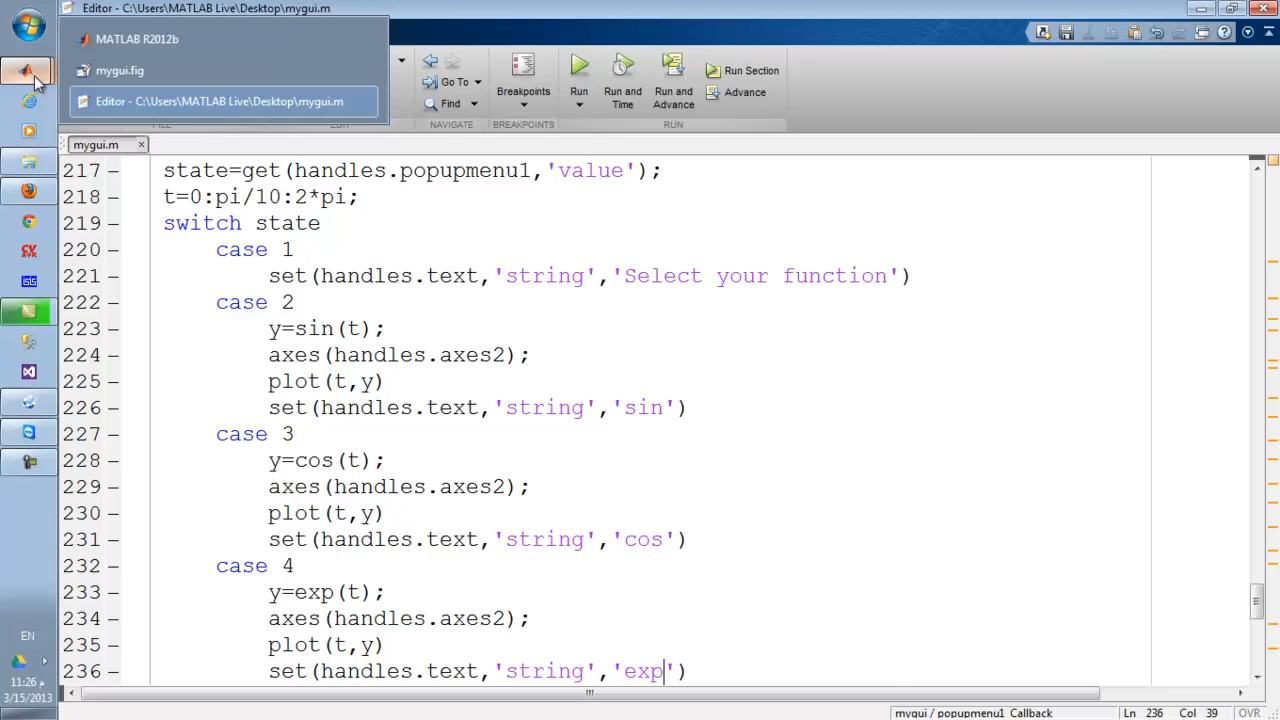 Editor - C:\Users\MATLAB Live\Desktop\mygui.m
MATLAB R2012b
mygui.fig
Editor - C:\Users\MATLAB Live\Desktop\mygui.m
Go To
Find
NAVIGATE
Breakpoints
BREAKPOINTS
Run
Run and
Time
Run and
Advance
Run Section
Advance
RUN
mygui.m
217 state=get(handles.popupmenu1,'value');
218 t=0:pi/10:2*pi;
219 switch state
220 case 1
221 set(handles.text,'string','Select your function')
222 case 2
223 y=sin(t);
224 axes(handles.axes2);
225 plot(t,y)
226 set(handles.text,'string','sin')
227 case 3
228 y=cos(t);
229 axes(handles.axes2);
230 plot(t,y)
231 set(handles.text,'string','cos')
232 case 4
233 y=exp(t);
234 axes(handles.axes2);
235 plot(t,y)
236 set(handles.text,'string','exp')
EN
11:26 م
3/15/2013
mygui / popupmenu1_Callback
Ln 236 Col 39 OVR